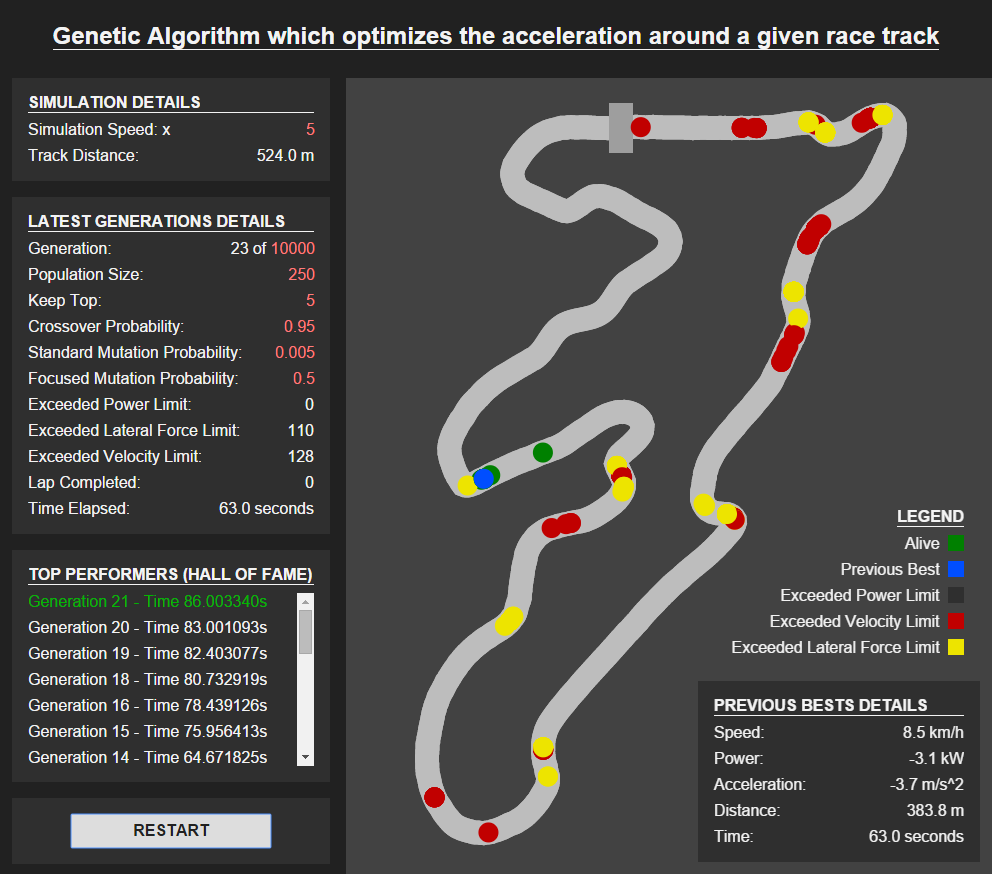 Genetic Algorithm which optimizes the acceleration around a given race track
SIMULATION DETAILS
Simulation Speed: x 5
Track Distance: 524.0 m
LATEST GENERATIONS DETAILS
Generation: 23 of 10000
Population Size: 250
Keep Top: 5
Crossover Probability: 0.95
Standard Mutation Probability: 0.005
Focused Mutation Probability: 0.5
Exceeded Power Limit: 0
Exceeded Lateral Force Limit: 110
Exceeded Velocity Limit: 128
Lap Completed: 0
Time Elapsed: 63.0 seconds
TOP PERFORMERS (HALL OF FAME)
Generation 21 - Time 86.003340s
Generation 20 - Time 83.001093s
Generation 19 - Time 82.403077s
Generation 18 - Time 80.732919s
Generation 16 - Time 78.439126s
Generation 15 - Time 75.956413s
Generation 14 - Time 64.671825s
RESTART
LEGEND
Alive
Previous Best
Exceeded Power Limit
Exceeded Velocity Limit
Exceeded Lateral Force Limit
PREVIOUS BESTS DETAILS
Speed: 8.5 km/h
Power: -3.1 kW
Acceleration: -3.7 m/s^2
Distance: 383.8 m
Time: 63.0 seconds